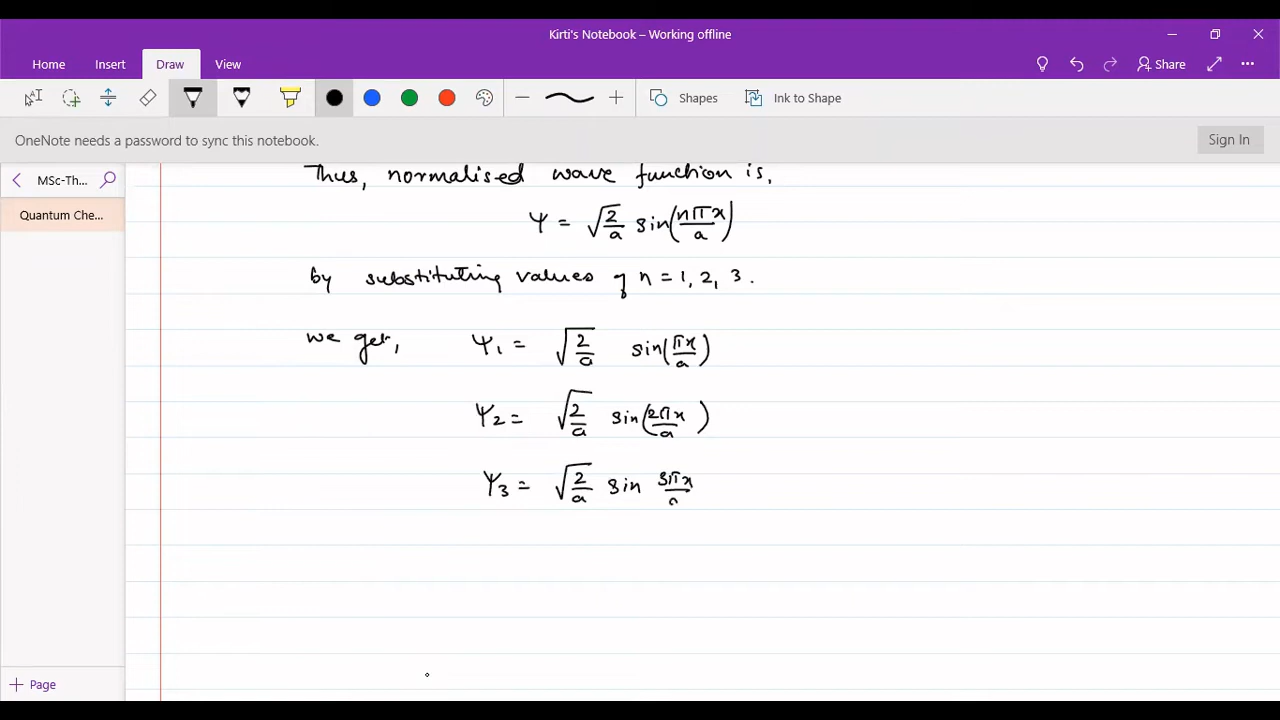 Kirti's Notebook – Working offline
Home Insert Draw View Share
Shapes Ink to Shape
OneNote needs a password to sync this notebook. Sign In
MSc-Th...
Quantum Che...
Thus, normalised wave function is,
Ψ = √(2/a) sin(nπx/a)
by substituting values of n = 1, 2, 3.
we get, Ψ1 = √(2/a) sin(πx/a)
Ψ2 = √(2/a) sin(2πx/a)
Ψ3 = √(2/a) sin 3πx/a
+ Page